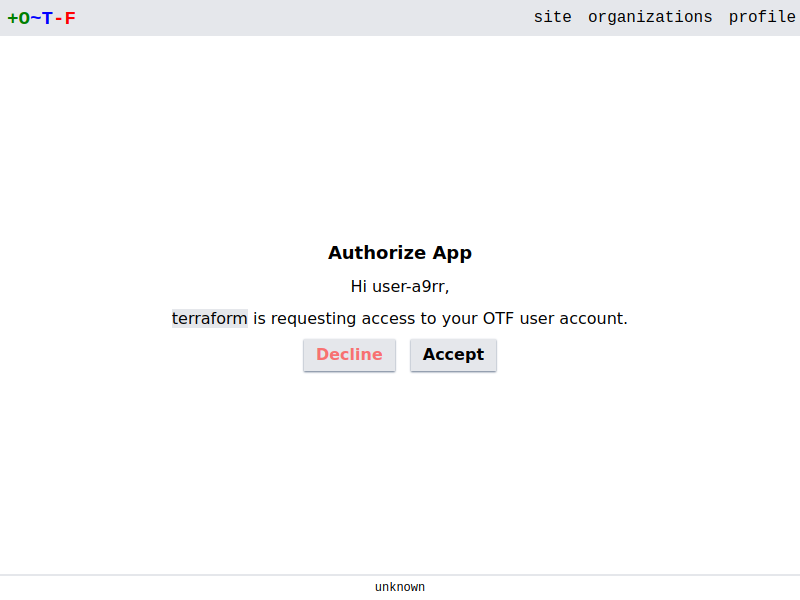 +O~T-F site organizations profile
Authorize App
Hi user-a9rr,
terraform is requesting access to your OTF user account.
Decline Accept
unknown